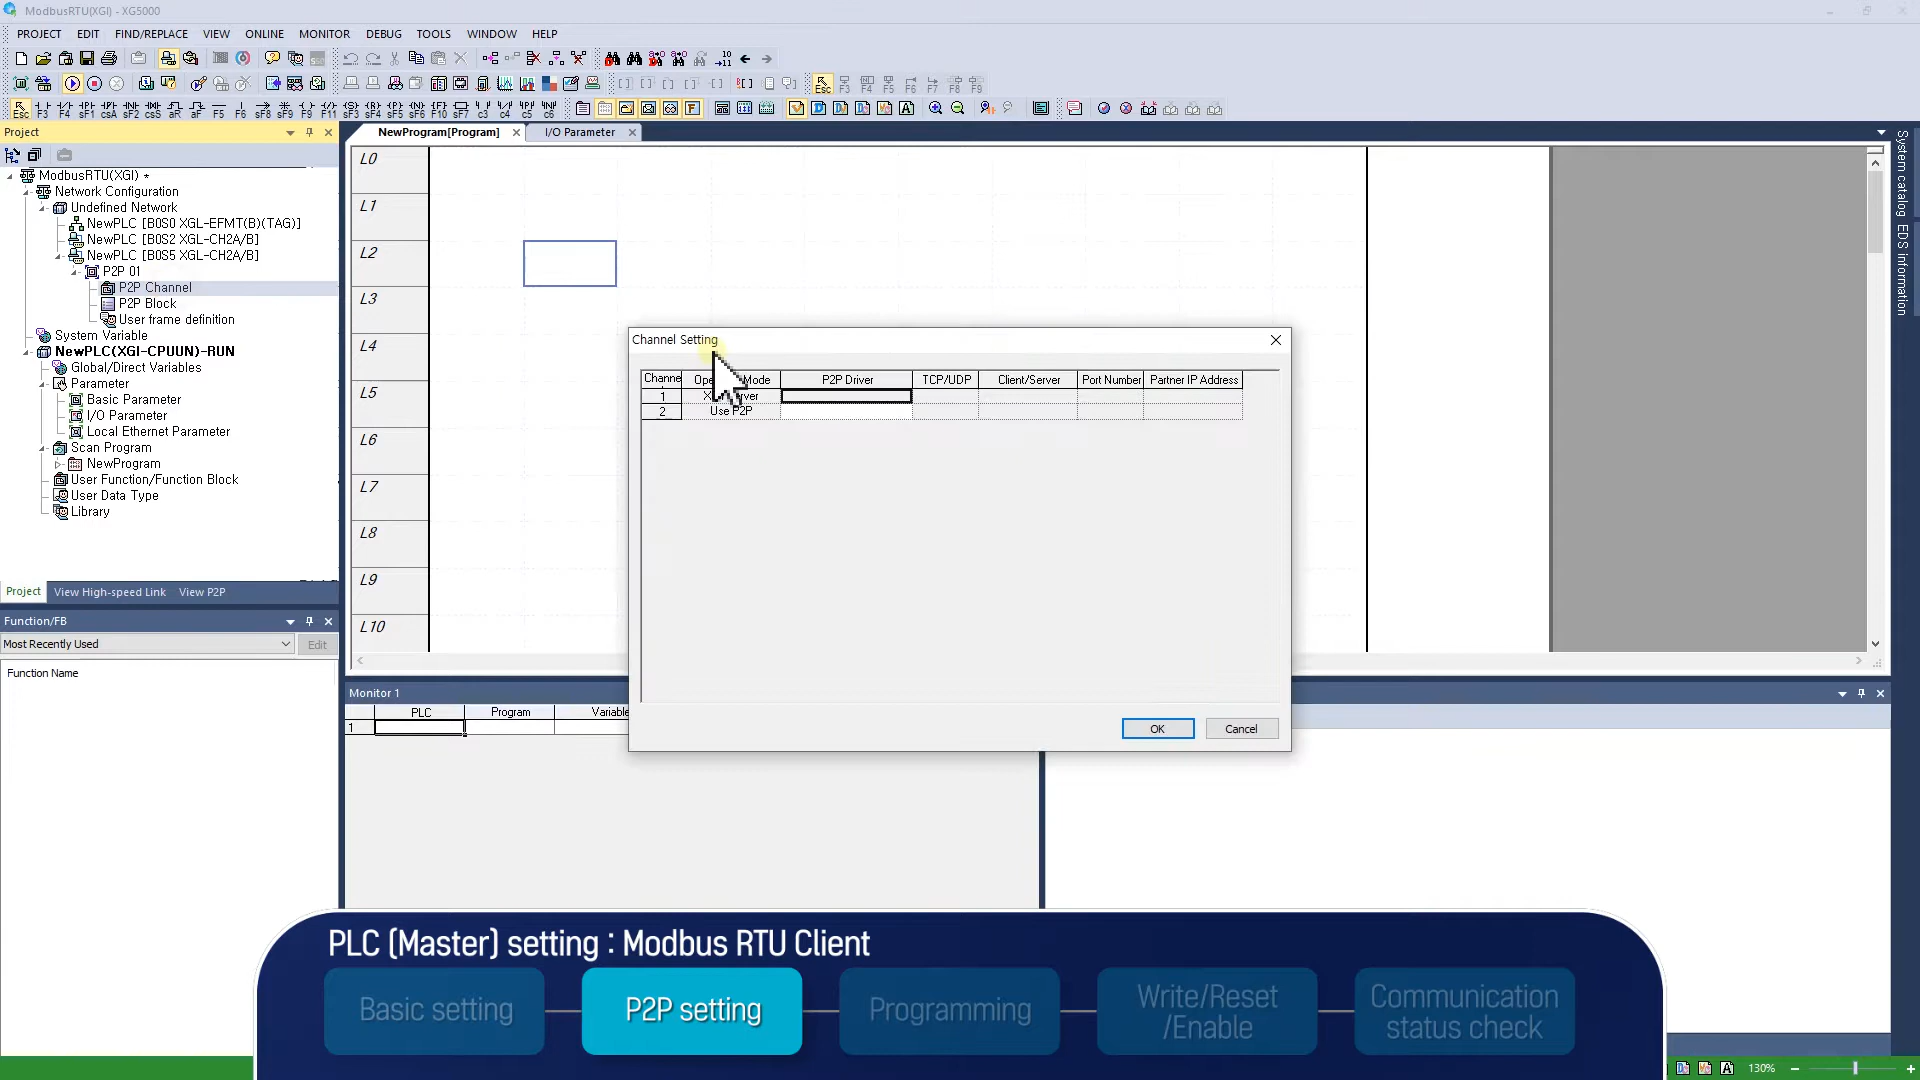 ModbusRTU(XGI) - XG5000
PROJECT EDIT FIND/REPLACE VIEW ONLINE MONITOR DEBUG TOOLS WINDOW HELP
Project
NewProgram[Program]
I/O Parameter
ModbusRTU(XGI) *
Network Configuration
Undefined Network
NewPLC [B0S0 XGL-EFMT(B)(TAG)]
NewPLC [B0S2 XGL-CH2A/B]
NewPLC [B0S5 XGL-CH2A/B]
P2P 01
P2P Channel
P2P Block
User frame definition
System Variable
NewPLC(XGI-CPUUN)-RUN
Global/Direct Variables
Parameter
Basic Parameter
I/O Parameter
Local Ethernet Parameter
Scan Program
NewProgram
User Function/Function Block
User Data Type
Library
Project View High-speed Link View P2P
Function/FB
Most Recently Used
Edit
Function Name
L0
L1
L2
L3
L4
L5
L6
L7
L8
L9
L10
System catalog
EDS information
Channel Setting
Channe Mode P2P Driver TCP/UDP Client/Server Port Number Partner IP Address
1
2 Use P2P
OK Cancel
Monitor 1
PLC Program Variable
1
PLC (Master) setting : Modbus RTU Client
Basic setting
P2P setting
Programming
Write/Reset
/Enable
Communication
status check
130%